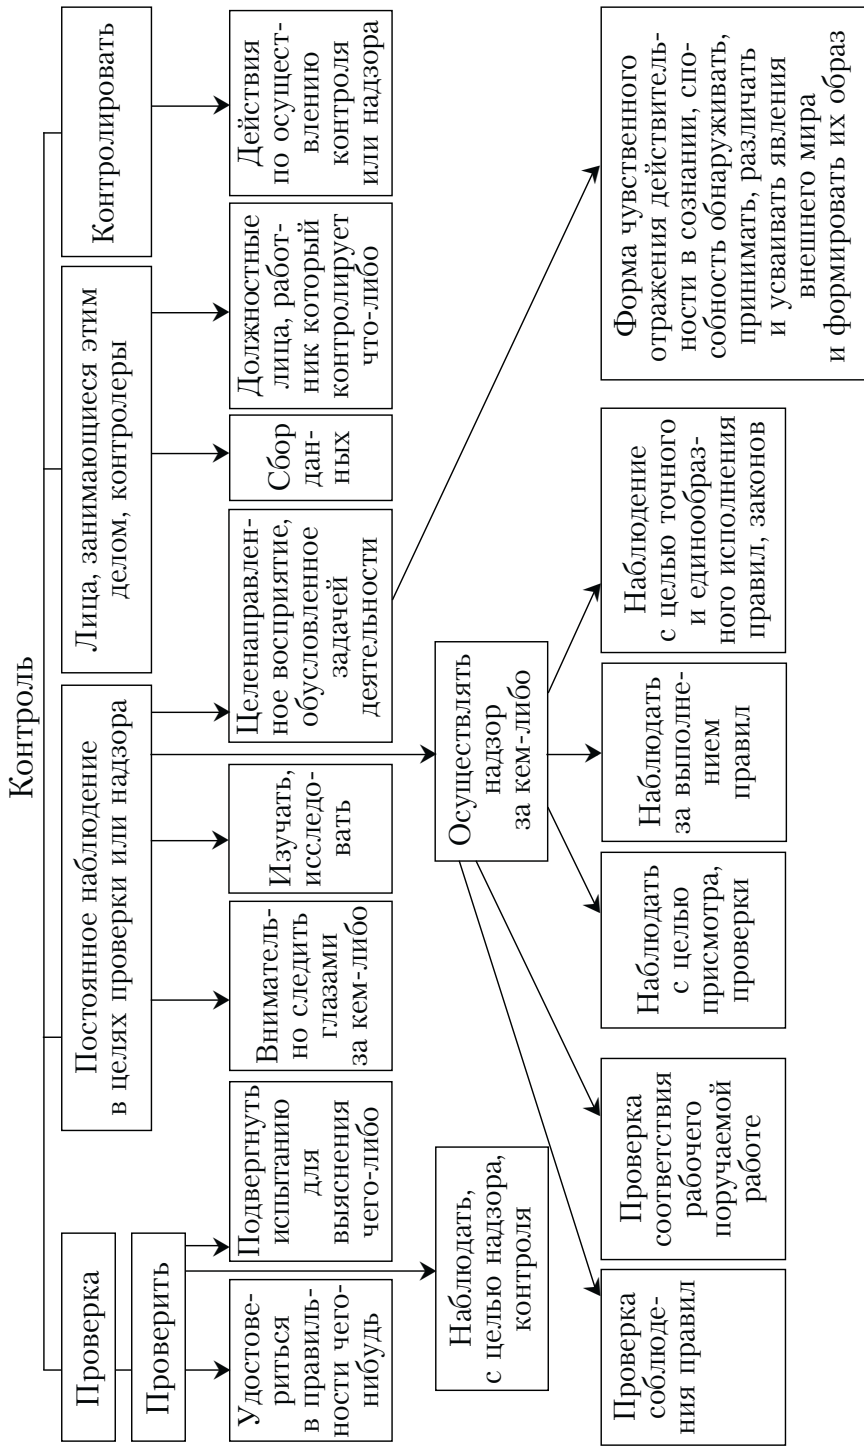 Контроль
Проверка
Постоянное наблюдение
в целях проверки или надзора
Лица, занимающиеся этим
делом, контролеры
Контролировать
Проверить
Удостове-
риться
в правиль-
ности чего-
нибудь
Подвергнуть
испытанию
для
выяснения
чего-либо
Вниматель-
но следить
глазами
за кем-либо
Изучать,
исследо-
вать
Целенаправлен-
ное восприятие,
обусловленное
задачей
деятельности
Сбор
дан-
ных
Должностные
лица, работ-
ник который
контролирует
что-либо
Действия
по осущест-
влению
контроля
или надзора
Наблюдать,
с целью надзора,
контроля
Осуществлять
надзор
за кем-либо
Проверка
соблюде-
ния правил
Проверка
соответствия
рабочего
поручаемой
работе
Наблюдать
с целью
присмотра,
проверки
Наблюдать
за выполне-
нием
правил
Наблюдение
с целью точного
и единообраз-
ного исполнения
правил, законов
Форма чувственного
отражения действитель-
ности в сознании, спо-
собность обнаруживать,
принимать, различать
и усваивать явления
внешнего мира
и формировать их образ